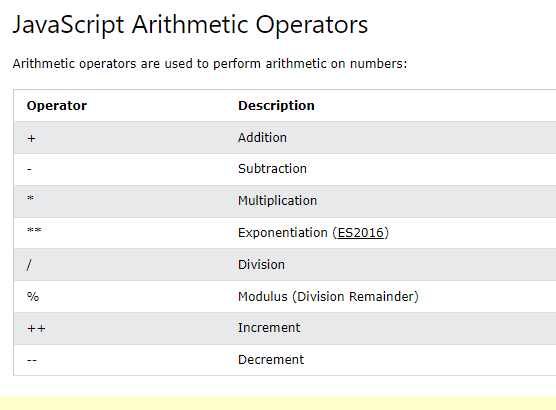 JavaScript Arithmetic Operators
Arithmetic operators are used to perform arithmetic on numbers:
Operator Description
+ Addition
- Subtraction
* Multiplication
** Exponentiation (ES2016)
/ Division
% Modulus (Division Remainder)
++ Increment
-- Decrement